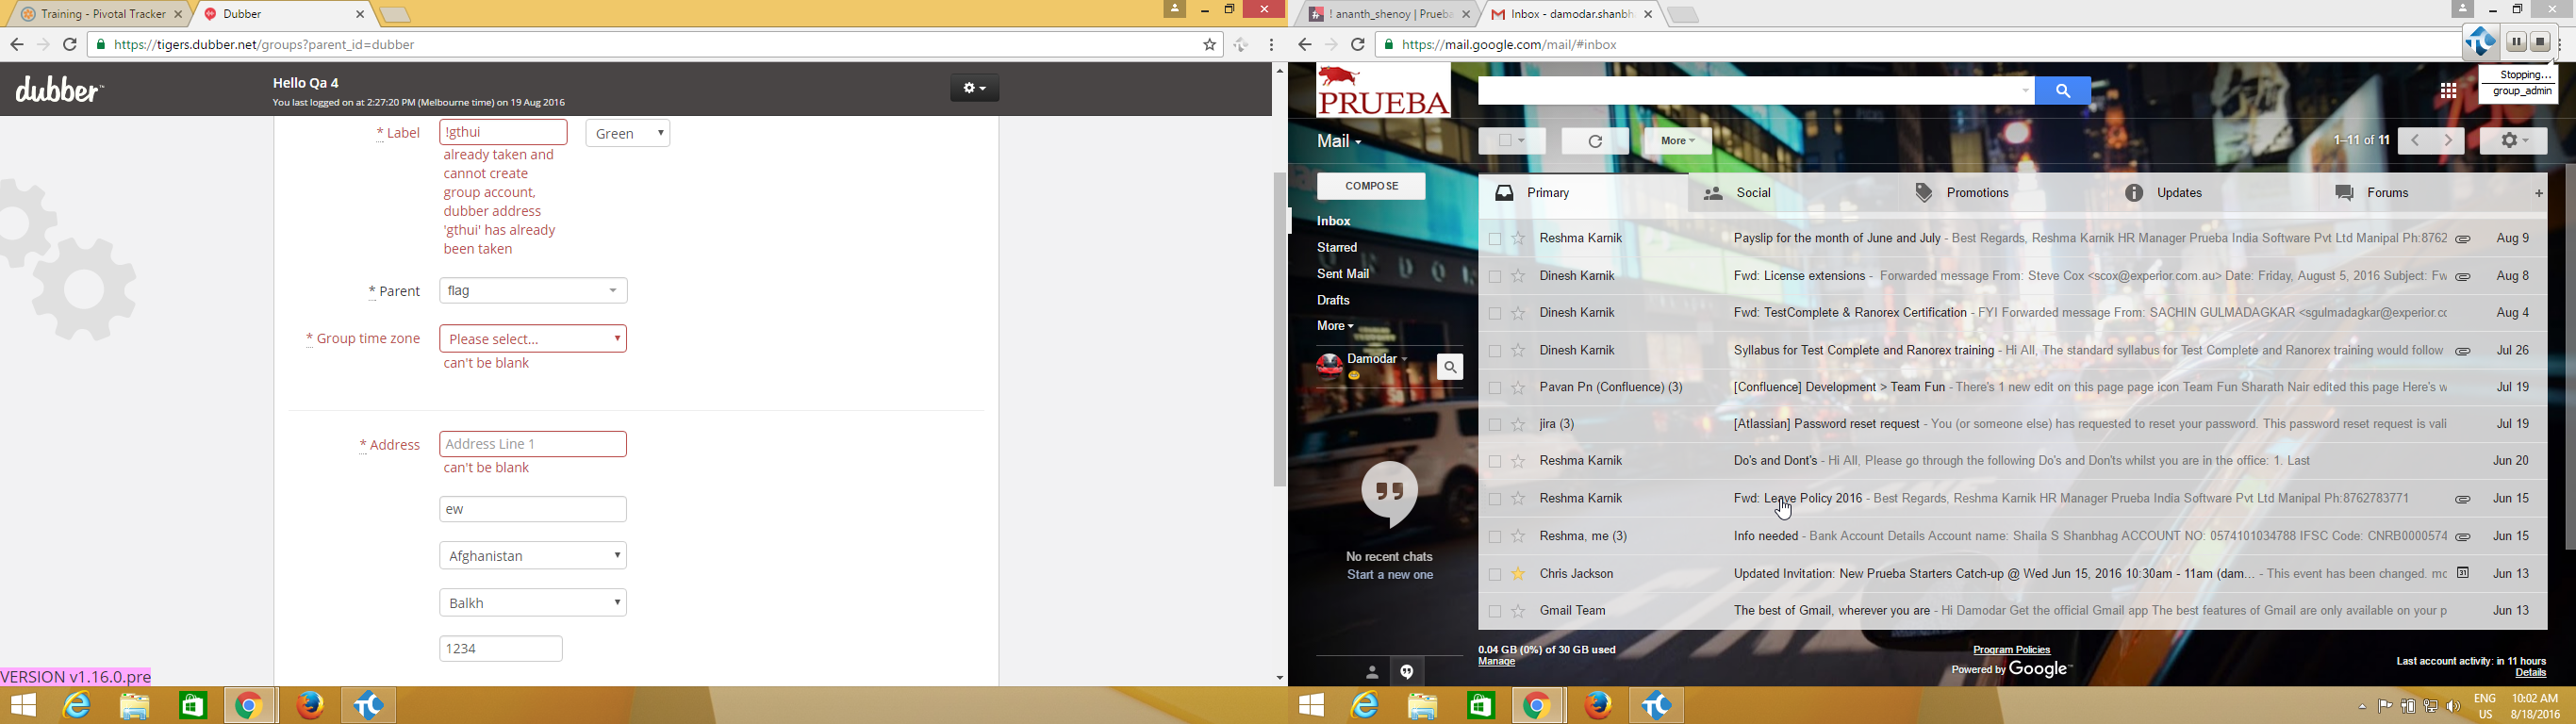 Training - Pivotal Tracker
Dubber
https://tigers.dubber.net/groups?parent_id=dubber
dubber™
Hello Qa 4
You last logged on at 2:27:20 PM (Melbourne time) on 19 Aug 2016
* Label
!gthui
Green
already taken and
cannot create
group account,
dubber address
'gthui' has already
been taken
* Parent
flag
* Group time zone
Please select...
can't be blank
* Address
Address Line 1
can't be blank
ew
Afghanistan
Balkh
1234
VERSION v1.16.0.pre
! ananth_shenoy | Prueba
Inbox - damodar.shanbh
https://mail.google.com/mail/#inbox
Stopping...
group_admin
PRUEBA
Mail
More
1–11 of 11
COMPOSE
Primary
Social
Promotions
Updates
Forums
+
Inbox
Starred
Sent Mail
Drafts
More
Damodar
No recent chats
Start a new one
Reshma Karnik Payslip for the month of June and July - Best Regards, Reshma Karnik HR Manager Prueba India Software Pvt Ltd Manipal Ph:8762 Aug 9
Dinesh Karnik Fwd: License extensions - Forwarded message From: Steve Cox <scox@experior.com.au> Date: Friday, August 5, 2016 Subject: Fw Aug 8
Dinesh Karnik Fwd: TestComplete & Ranorex Certification - FYI Forwarded message From: SACHIN GULMADAGKAR <sgulmadagkar@experior.cc Aug 4
Dinesh Karnik Syllabus for Test Complete and Ranorex training - Hi All, The standard syllabus for Test Complete and Ranorex training would follow Jul 26
Pavan Pn (Confluence) (3) [Confluence] Development > Team Fun - There's 1 new edit on this page page icon Team Fun Sharath Nair edited this page Here's w Jul 19
jira (3) [Atlassian] Password reset request - You (or someone else) has requested to reset your password. This password reset request is vali Jul 19
Reshma Karnik Do's and Dont's - Hi All, Please go through the following Do's and Don'ts whilst you are in the office: 1. Last Jun 20
Reshma Karnik Fwd: Leave Policy 2016 - Best Regards, Reshma Karnik HR Manager Prueba India Software Pvt Ltd Manipal Ph:8762783771 Jun 15
Reshma, me (3) Info needed - Bank Account Details Account name: Shaila S Shanbhag ACCOUNT NO: 0574101034788 IFSC Code: CNRB0000574 Jun 15
Chris Jackson Updated Invitation: New Prueba Starters Catch-up @ Wed Jun 15, 2016 10:30am - 11am (dam... - This event has been changed. mc 31 Jun 13
Gmail Team The best of Gmail, wherever you are - Hi Damodar Get the official Gmail app The best features of Gmail are only available on your p Jun 13
0.04 GB (0%) of 30 GB used
Manage
Program Policies
Powered by Google™
Last account activity: in 11 hours
Details
ENG
US
10:02 AM
8/18/2016